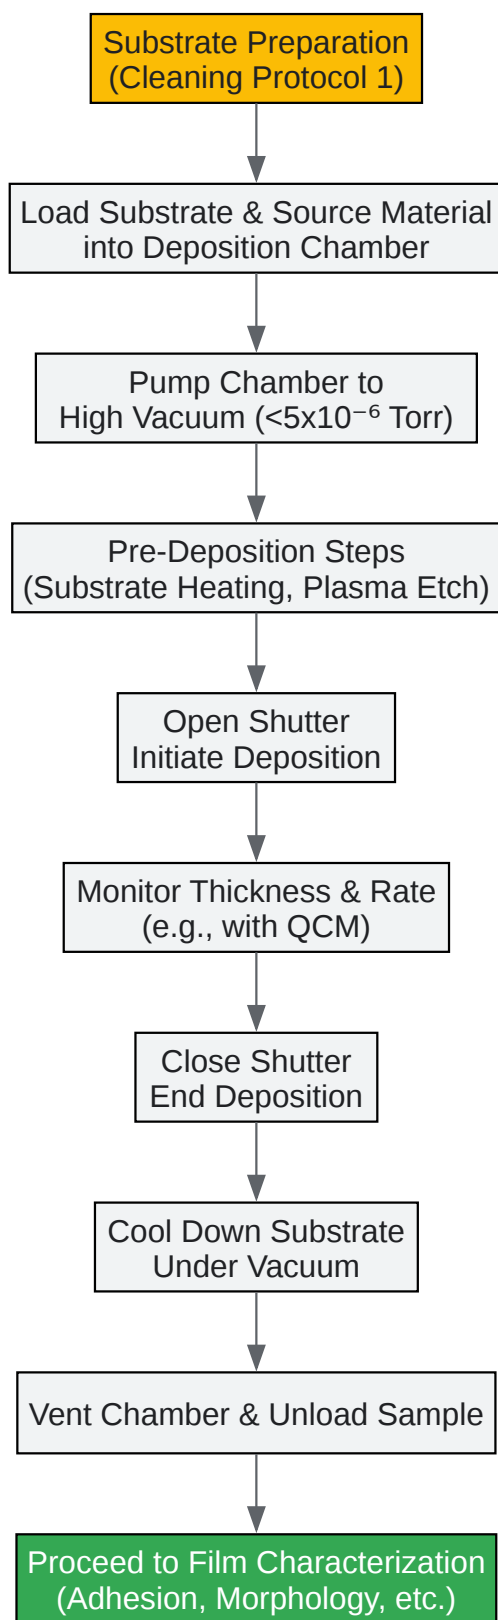 Substrate Preparation
(Cleaning Protocol 1)
Load Substrate & Source Material
into Deposition Chamber
Pump Chamber to
High Vacuum (<5x10⁻⁶ Torr)
Pre-Deposition Steps
(Substrate Heating, Plasma Etch)
Open Shutter
Initiate Deposition
Monitor Thickness & Rate
(e.g., with QCM)
Close Shutter
End Deposition
Cool Down Substrate
Under Vacuum
Vent Chamber & Unload Sample
Proceed to Film Characterization
(Adhesion, Morphology, etc.)